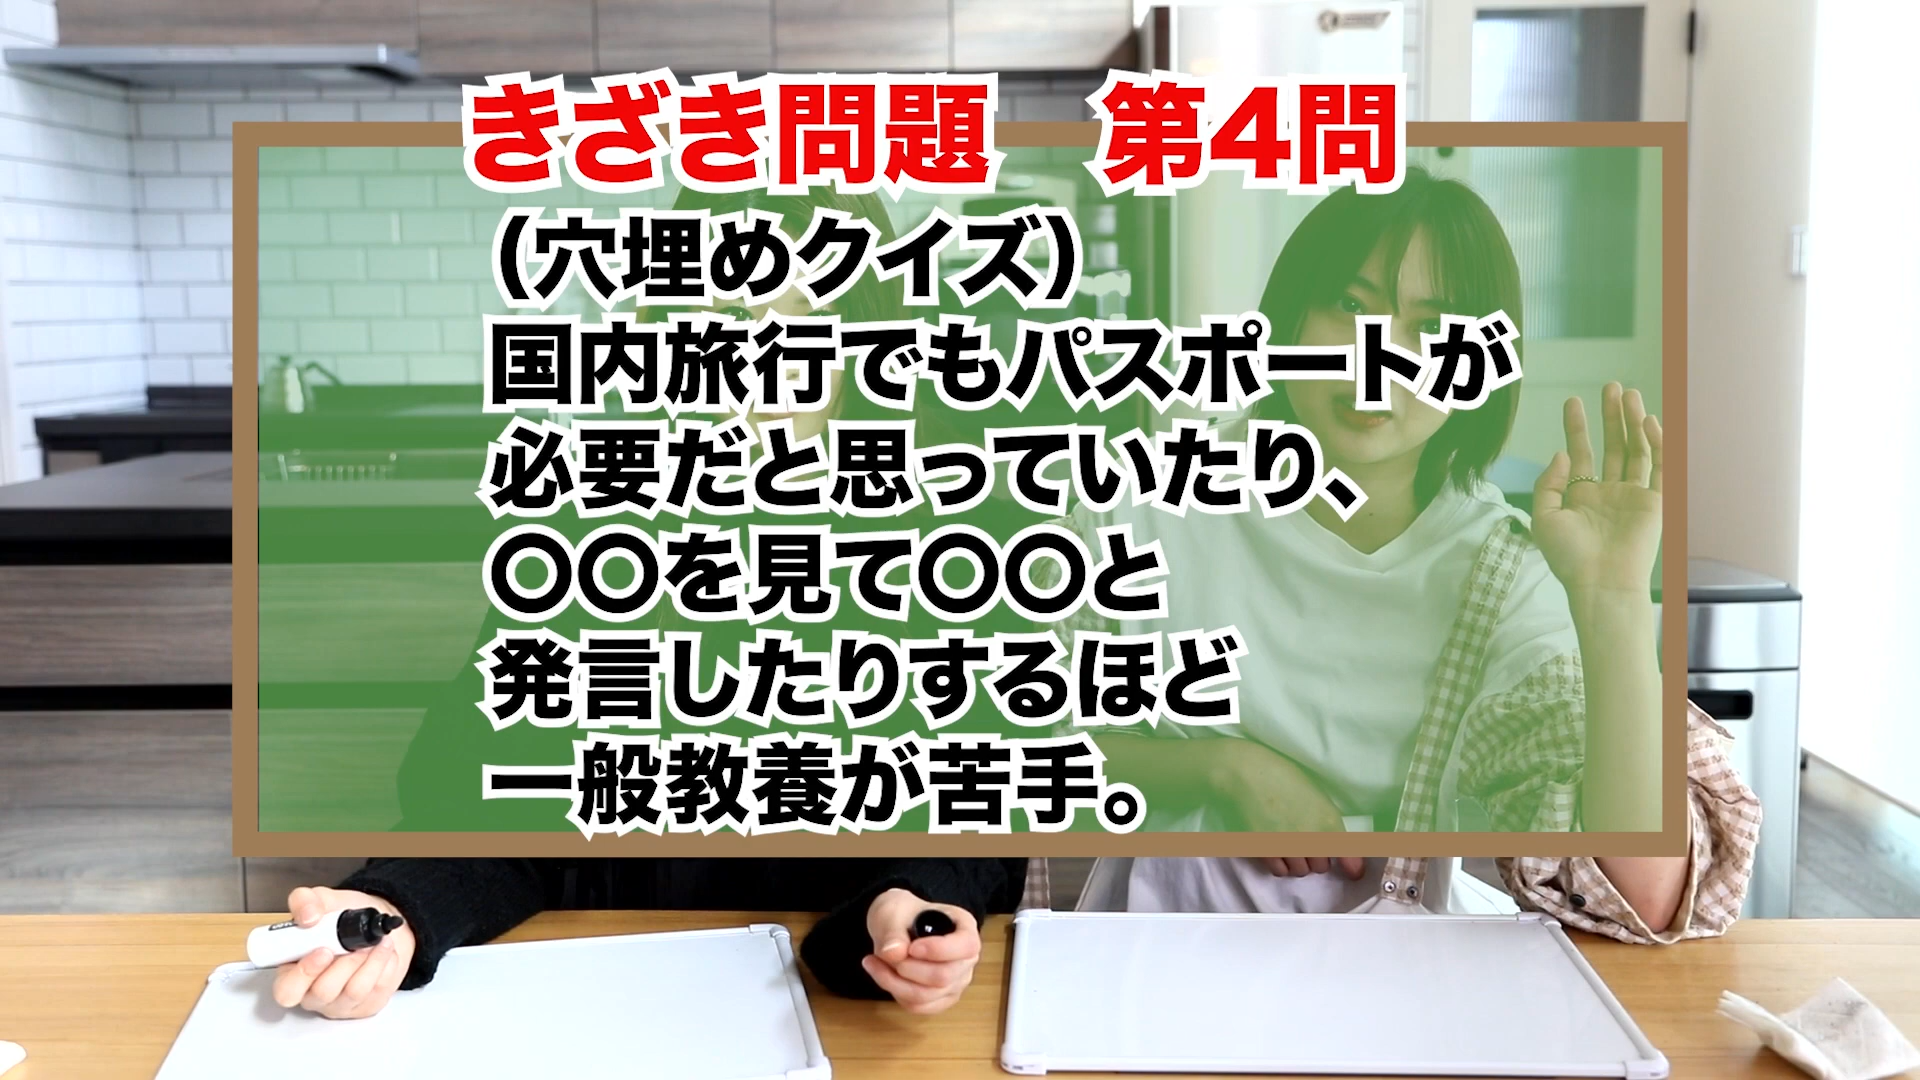 きざき問題　第4問
（穴埋めクイズ）
国内旅行でもパスポートが
必要だと思っていたり、
〇〇を見て〇〇と
発言したりするほど
一般教養が苦手。